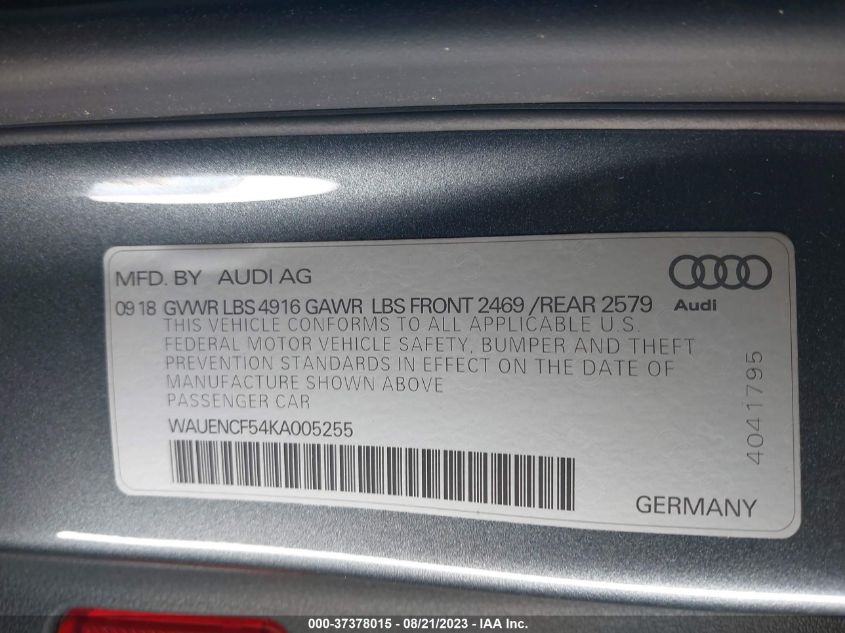 MFD. BY AUDI AG
Audi
09 18 GVWR LBS 4916 GAWR LBS FRONT 2469 /REAR 2579
THIS VEHICLE CONFORMS TO ALL APPLICABLE U.S.
FEDERAL MOTOR VEHICLE SAFETY, BUMPER AND THEFT
PREVENTION STANDARDS IN EFFECT ON THE DATE OF
MANUFACTURE SHOWN ABOVE
PASSENGER CAR
WAUENCF54KA005255
4041795
GERMANY
000-37378015 - 08/21/2023 - IAA Inc.